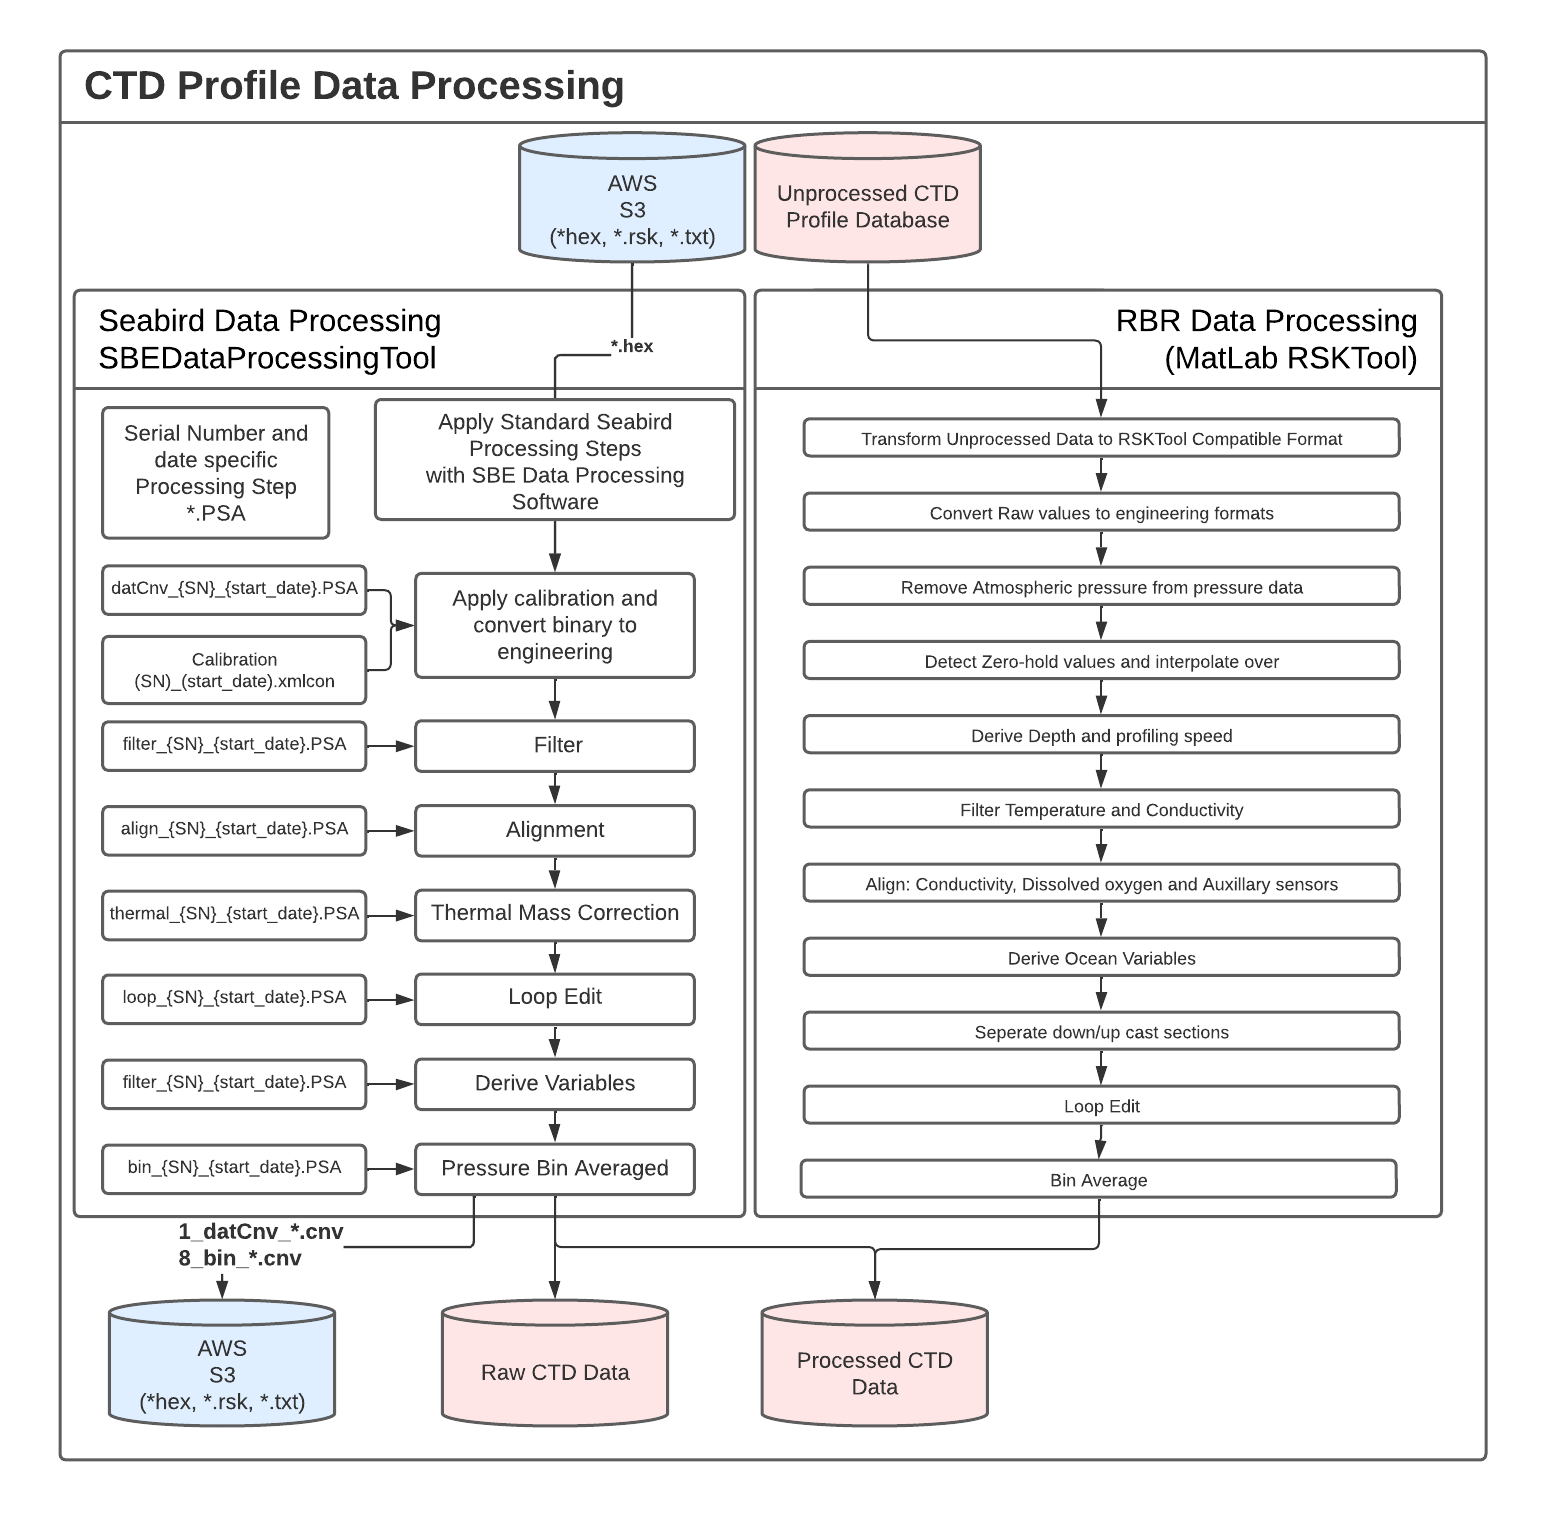 CTD Profile Data Processing
AWS
S3
(*hex, *.rsk, *.txt)
Unprocessed CTD
Profile Database
Seabird Data Processing
SBEDataProcessingTool
*.hex
Serial Number and
date specific
Processing Step
*.PSA
Apply Standard Seabird
Processing Steps
with SBE Data Processing
Software
datCnv_{SN}_{start_date}.PSA
Calibration
(SN)_(start_date).xmlcon
Apply calibration and
convert binary to
engineering
filter_{SN}_{start_date}.PSA
Filter
align_{SN}_{start_date}.PSA
Alignment
thermal_{SN}_{start_date}.PSA
Thermal Mass Correction
loop_{SN}_{start_date}.PSA
Loop Edit
filter_{SN}_{start_date}.PSA
Derive Variables
bin_{SN}_{start_date}.PSA
Pressure Bin Averaged
RBR Data Processing
(MatLab RSKTool)
Transform Unprocessed Data to RSKTool Compatible Format
Convert Raw values to engineering formats
Remove Atmospheric pressure from pressure data
Detect Zero-hold values and interpolate over
Derive Depth and profiling speed
Filter Temperature and Conductivity
Align: Conductivity, Dissolved oxygen and Auxillary sensors
Derive Ocean Variables
Seperate down/up cast sections
Loop Edit
Bin Average
1_datCnv_*.cnv
8_bin_*.cnv
AWS
S3
(*hex, *.rsk, *.txt)
Raw CTD Data
Processed CTD
Data